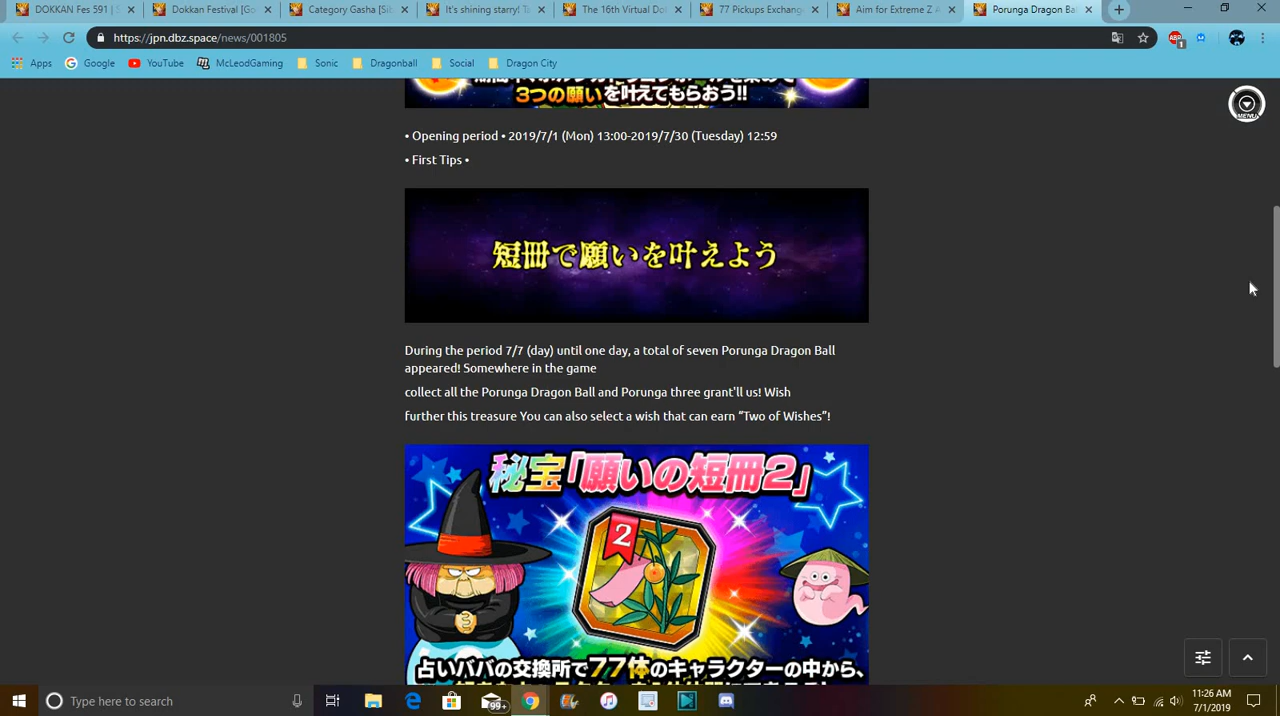 DOKKAN Fes 591 | S
Dokkan Festival [Go
Category Gasha [Sib
It's shining starry! Ta
The 16th Virtual Dol
77 Pickups Exchang
Aim for Extreme Z A
Porunga Dragon Ba
https://jpn.dbz.space/news/001805
ABP
1
Apps
Google
YouTube
McLeodGaming
Sonic
Dragonball
Social
Dragon City
3つの願いを叶えてもらおう!!
MENU
• Opening period • 2019/7/1 (Mon) 13:00-2019/7/30 (Tuesday) 12:59
• First Tips •
短冊で願いを叶えよう
During the period 7/7 (day) until one day, a total of seven Porunga Dragon Ball
appeared! Somewhere in the game
collect all the Porunga Dragon Ball and Porunga three grant'll us! Wish
further this treasure You can also select a wish that can earn “Two of Wishes”!
秘宝「願いの短冊2」
2
占いババの交換所で77体のキャラクターの中から、
Type here to search
99+
11:26 AM
7/1/2019